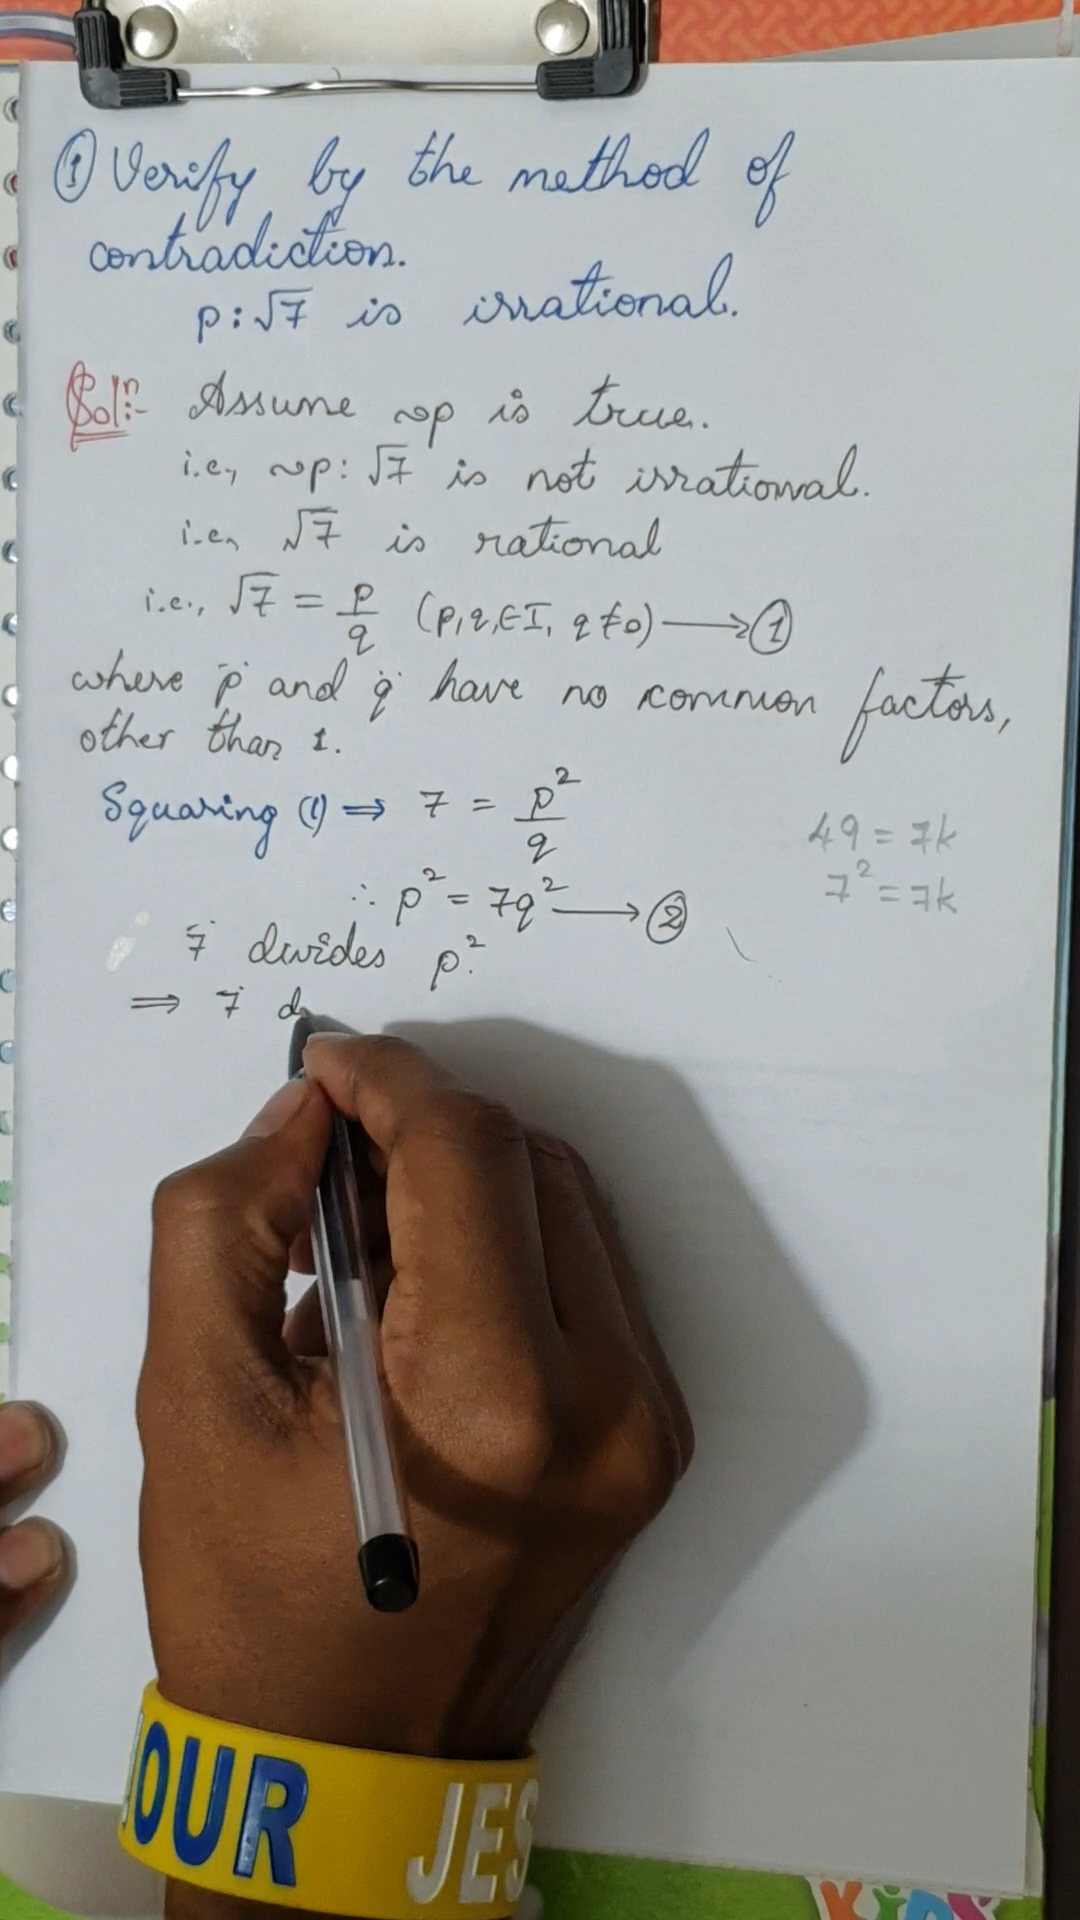 ① Verify by the method of
contradiction.
p: √7 is irrational.
Solⁿ:- Assume ~p is true.
i.e., ~p: √7 is not irrational.
i.e., √7 is rational
i.e., √7 = p/q (p, q, ∈ I, q ≠ 0) ⟶ ①
where 'p' and 'q' have no common factors,
other than 1.
Squaring (1) ⇒ 7 = p²/q
49 = 7k
7² = 7k
∴ p² = 7q² ⟶ ②
7 divides p².
⇒ 7 d
OUR JES
KiDS